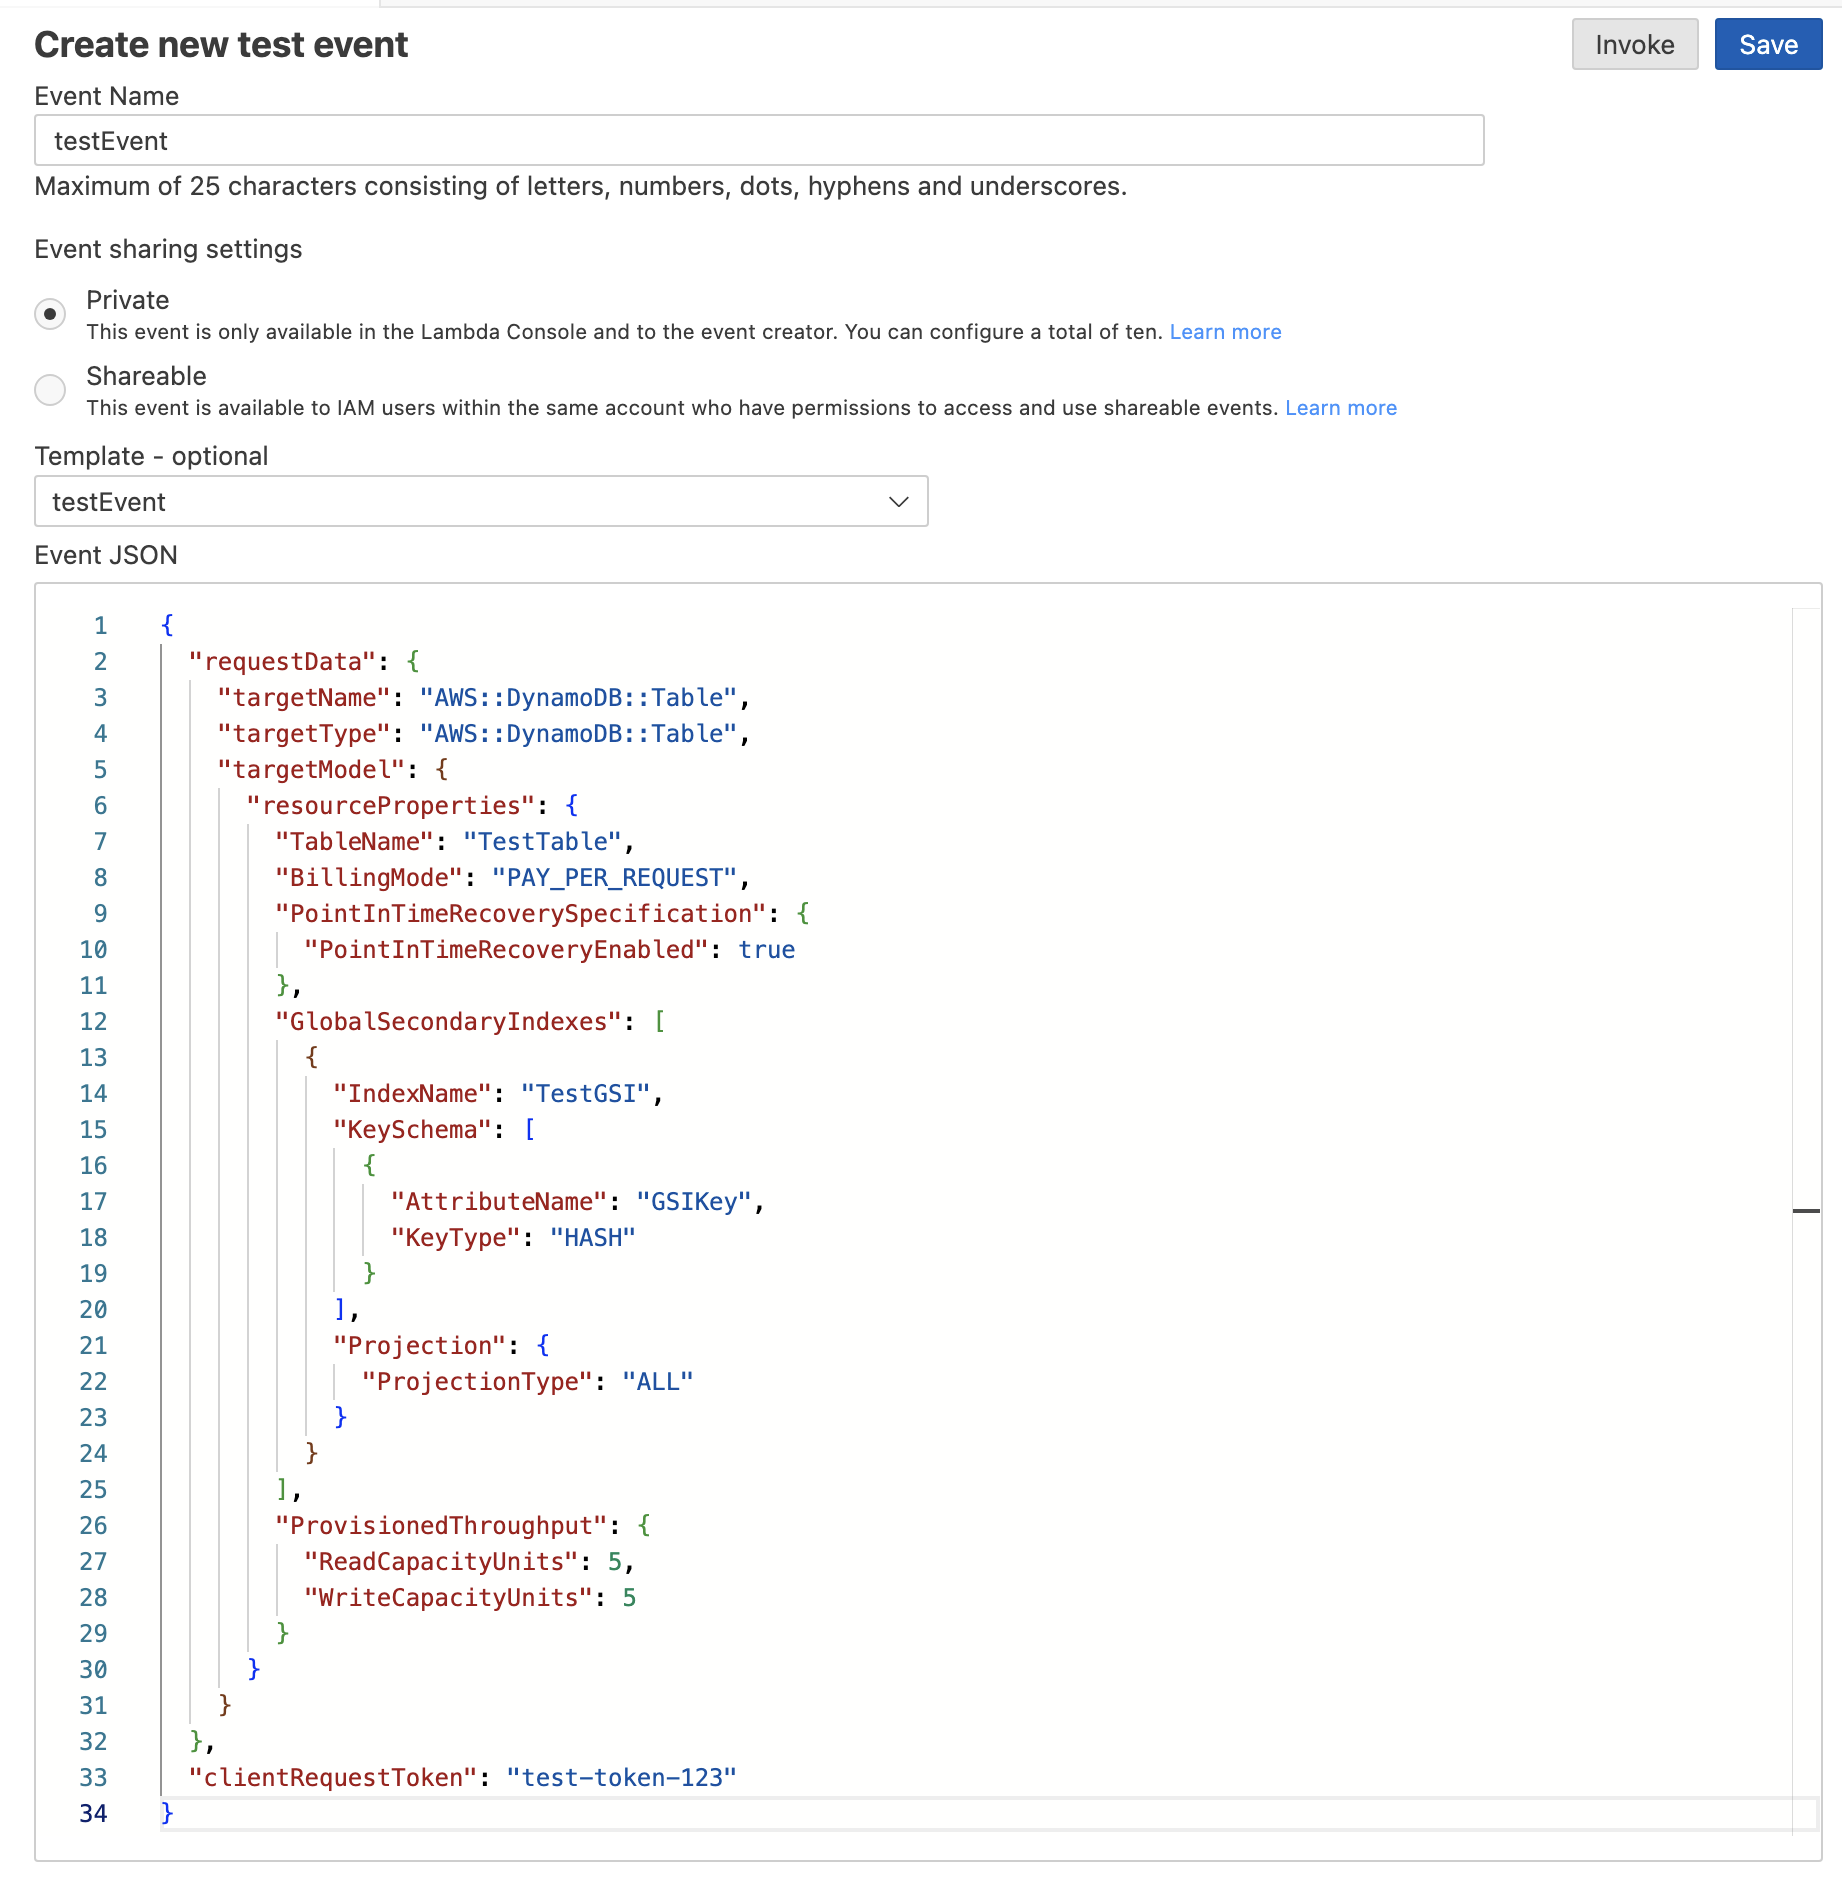 Create new test event
Invoke
Save
Event Name
testEvent
Maximum of 25 characters consisting of letters, numbers, dots, hyphens and underscores.
Event sharing settings
Private
This event is only available in the Lambda Console and to the event creator. You can configure a total of ten. Learn more
Shareable
This event is available to IAM users within the same account who have permissions to access and use shareable events. Learn more
Template - optional
testEvent
Event JSON
1 {
2   "requestData": {
3     "targetName": "AWS::DynamoDB::Table",
4     "targetType": "AWS::DynamoDB::Table",
5     "targetModel": {
6       "resourceProperties": {
7         "TableName": "TestTable",
8         "BillingMode": "PAY_PER_REQUEST",
9         "PointInTimeRecoverySpecification": {
10           "PointInTimeRecoveryEnabled": true
11         },
12         "GlobalSecondaryIndexes": [
13           {
14             "IndexName": "TestGSI",
15             "KeySchema": [
16               {
17                 "AttributeName": "GSIKey",
18                 "KeyType": "HASH"
19               }
20             ],
21             "Projection": {
22               "ProjectionType": "ALL"
23             }
24           }
25         ],
26         "ProvisionedThroughput": {
27           "ReadCapacityUnits": 5,
28           "WriteCapacityUnits": 5
29         }
30       }
31     }
32   },
33   "clientRequestToken": "test-token-123"
34 }